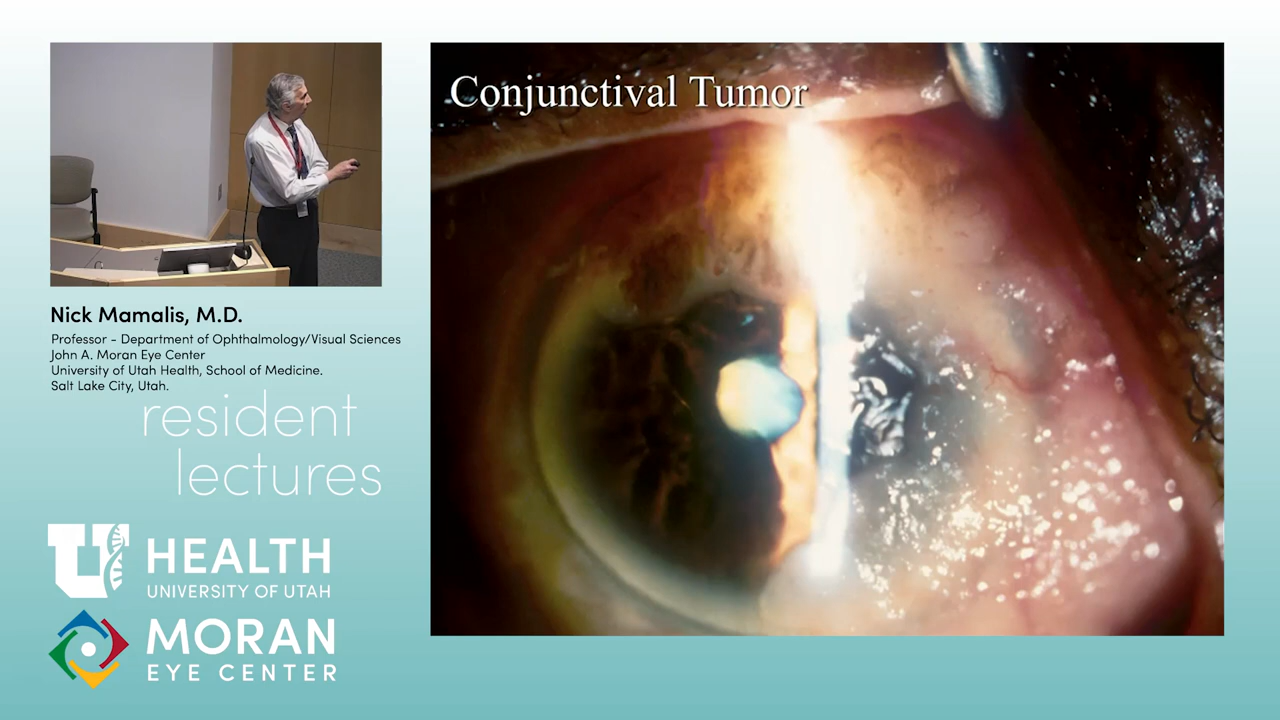 Conjunctival Tumor
Nick Mamalis, M.D.
Professor - Department of Ophthalmology/Visual Sciences
John A. Moran Eye Center
University of Utah Health, School of Medicine.
Salt Lake City, Utah.
resident
lectures
U HEALTH
UNIVERSITY OF UTAH
MORAN
EYE CENTER